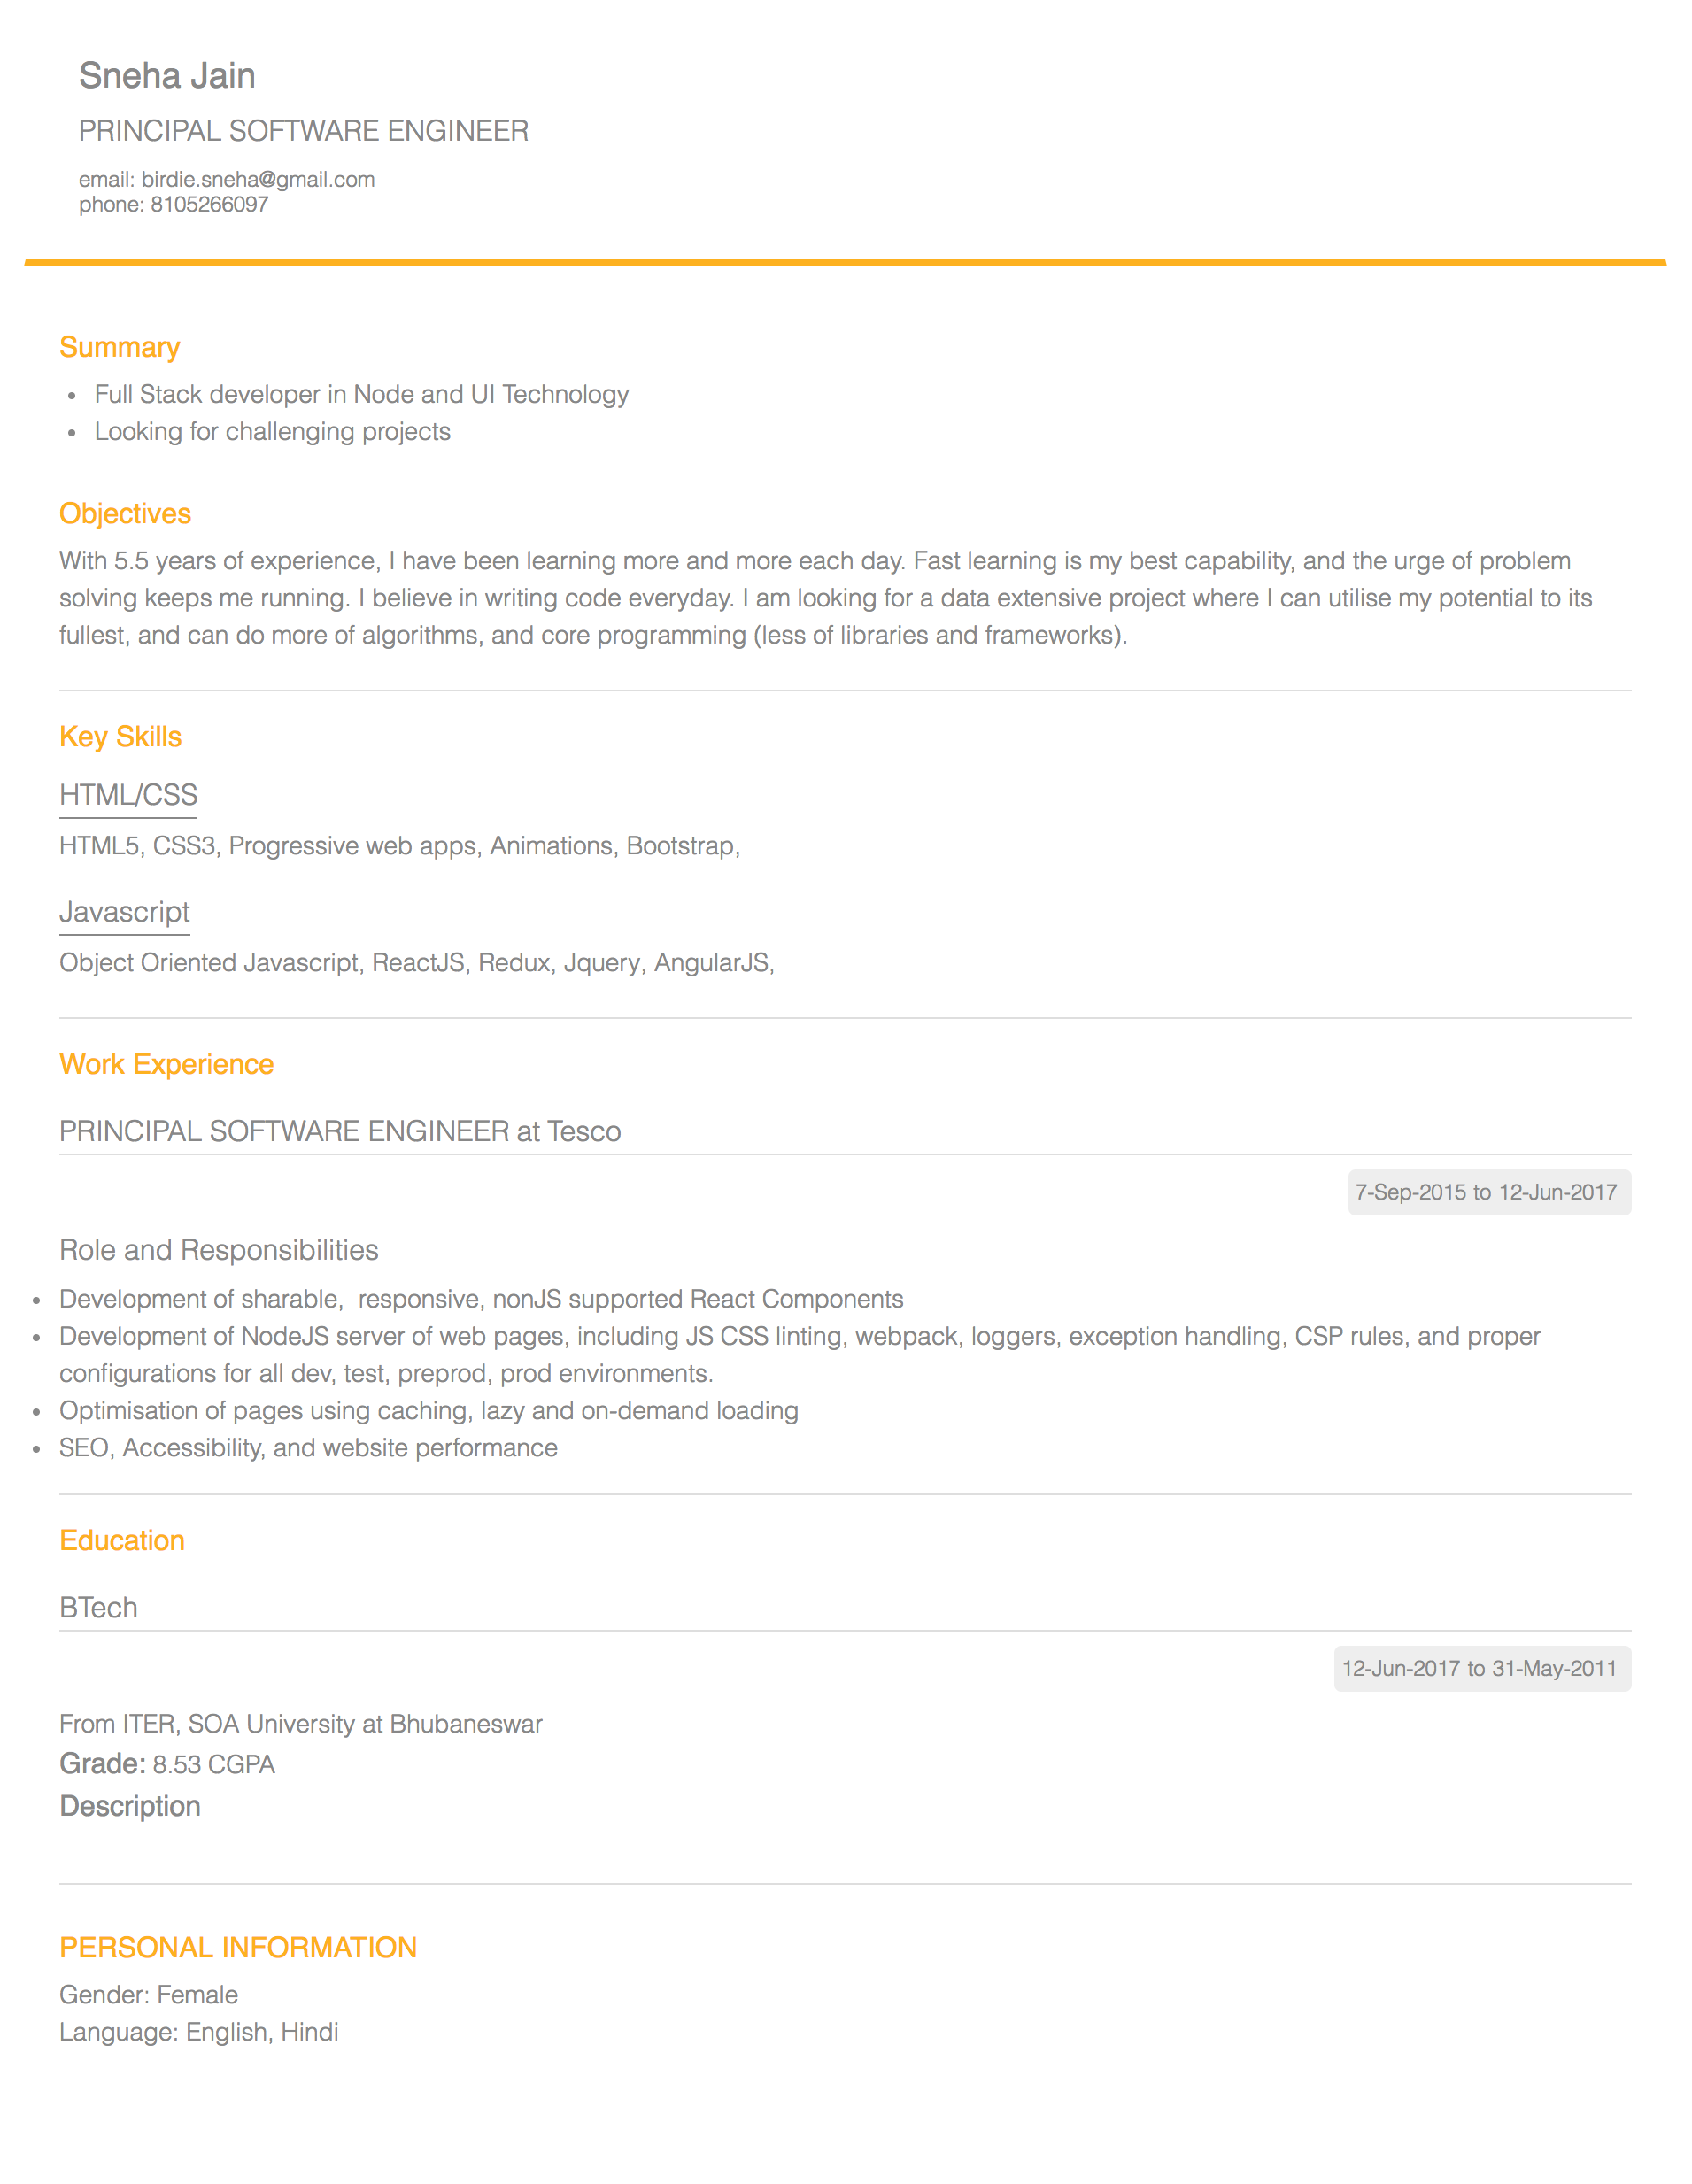 Sneha Jain
PRINCIPAL SOFTWARE ENGINEER
email: birdie.sneha@gmail.com
phone: 8105266097
Summary
• Full Stack developer in Node and UI Technology
• Looking for challenging projects
Objectives
With 5.5 years of experience, I have been learning more and more each day. Fast learning is my best capability, and the urge of problem
solving keeps me running. I believe in writing code everyday. I am looking for a data extensive project where I can utilise my potential to its
fullest, and can do more of algorithms, and core programming (less of libraries and frameworks).
Key Skills
HTML/CSS
HTML5, CSS3, Progressive web apps, Animations, Bootstrap,
Javascript
Object Oriented Javascript, ReactJS, Redux, Jquery, AngularJS,
Work Experience
PRINCIPAL SOFTWARE ENGINEER at Tesco
7-Sep-2015 to 12-Jun-2017
Role and Responsibilities
• Development of sharable,  responsive, nonJS supported React Components
• Development of NodeJS server of web pages, including JS CSS linting, webpack, loggers, exception handling, CSP rules, and proper
configurations for all dev, test, preprod, prod environments.
• Optimisation of pages using caching, lazy and on-demand loading
• SEO, Accessibility, and website performance
Education
BTech
12-Jun-2017 to 31-May-2011
From ITER, SOA University at Bhubaneswar
Grade: 8.53 CGPA
Description
PERSONAL INFORMATION
Gender: Female
Language: English, Hindi